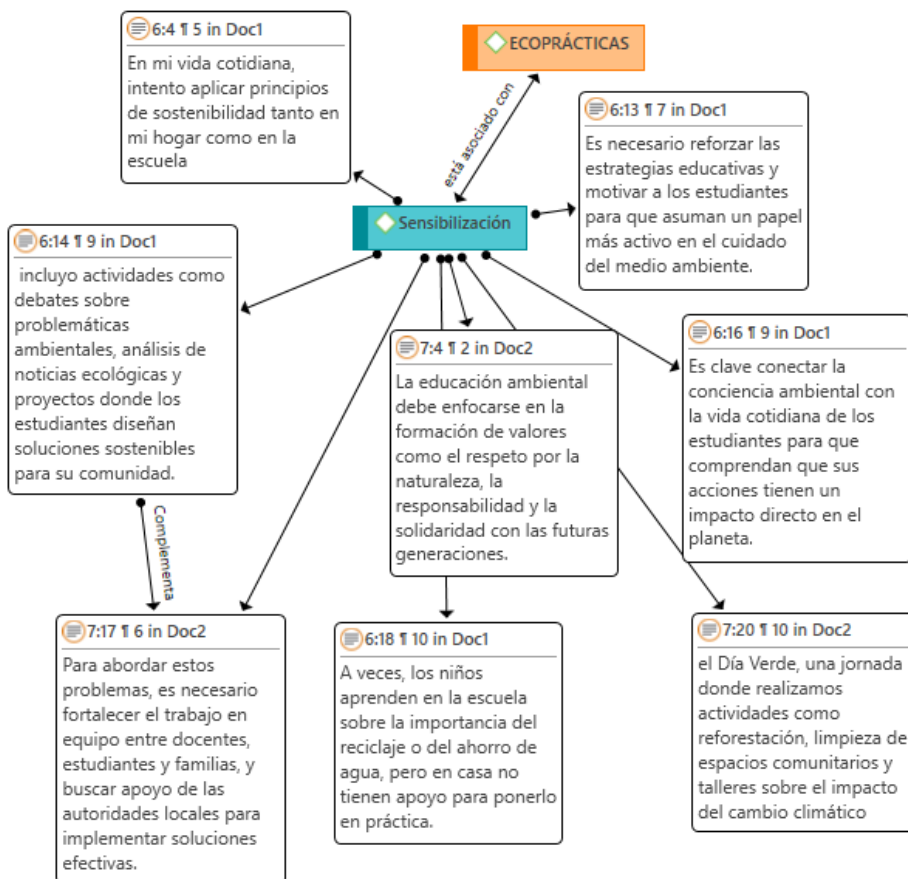 6:4 ¶ 5 in Doc1
En mi vida cotidiana,
intento aplicar principios
de sostenibilidad tanto en
mi hogar como en la
escuela
ECOPRÁCTICAS
está asociado con
6:13 ¶ 7 in Doc1
Es necesario reforzar las
estrategias educativas y
motivar a los estudiantes
para que asuman un papel
más activo en el cuidado
del medio ambiente.
Sensibilización
6:14 ¶ 9 in Doc1
incluyo actividades como
debates sobre
problemáticas
ambientales, análisis de
noticias ecológicas y
proyectos donde los
estudiantes diseñan
soluciones sostenibles
para su comunidad.
7:4 ¶ 2 in Doc2
La educación ambiental
debe enfocarse en la
formación de valores
como el respeto por la
naturaleza, la
responsabilidad y la
solidaridad con las futuras
generaciones.
6:16 ¶ 9 in Doc1
Es clave conectar la
conciencia ambiental con
la vida cotidiana de los
estudiantes para que
comprendan que sus
acciones tienen un
impacto directo en el
planeta.
Complementa
7:17 ¶ 6 in Doc2
Para abordar estos
problemas, es necesario
fortalecer el trabajo en
equipo entre docentes,
estudiantes y familias, y
buscar apoyo de las
autoridades locales para
implementar soluciones
efectivas.
6:18 ¶ 10 in Doc1
A veces, los niños
aprenden en la escuela
sobre la importancia del
reciclaje o del ahorro de
agua, pero en casa no
tienen apoyo para ponerlo
en práctica.
7:20 ¶ 10 in Doc2
el Día Verde, una jornada
donde realizamos
actividades como
reforestación, limpieza de
espacios comunitarios y
talleres sobre el impacto
del cambio climático